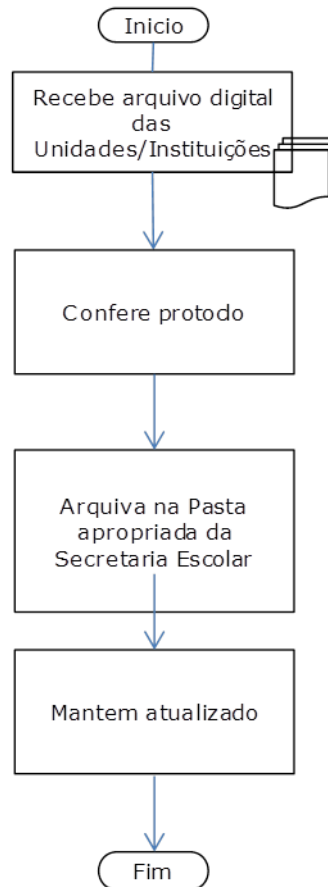 Inicio
Recebe arquivo digital
das
Unidades/Instituições
Confere protodo
Arquiva na Pasta
apropriada da
Secretaria Escolar
Mantem atualizado
Fim